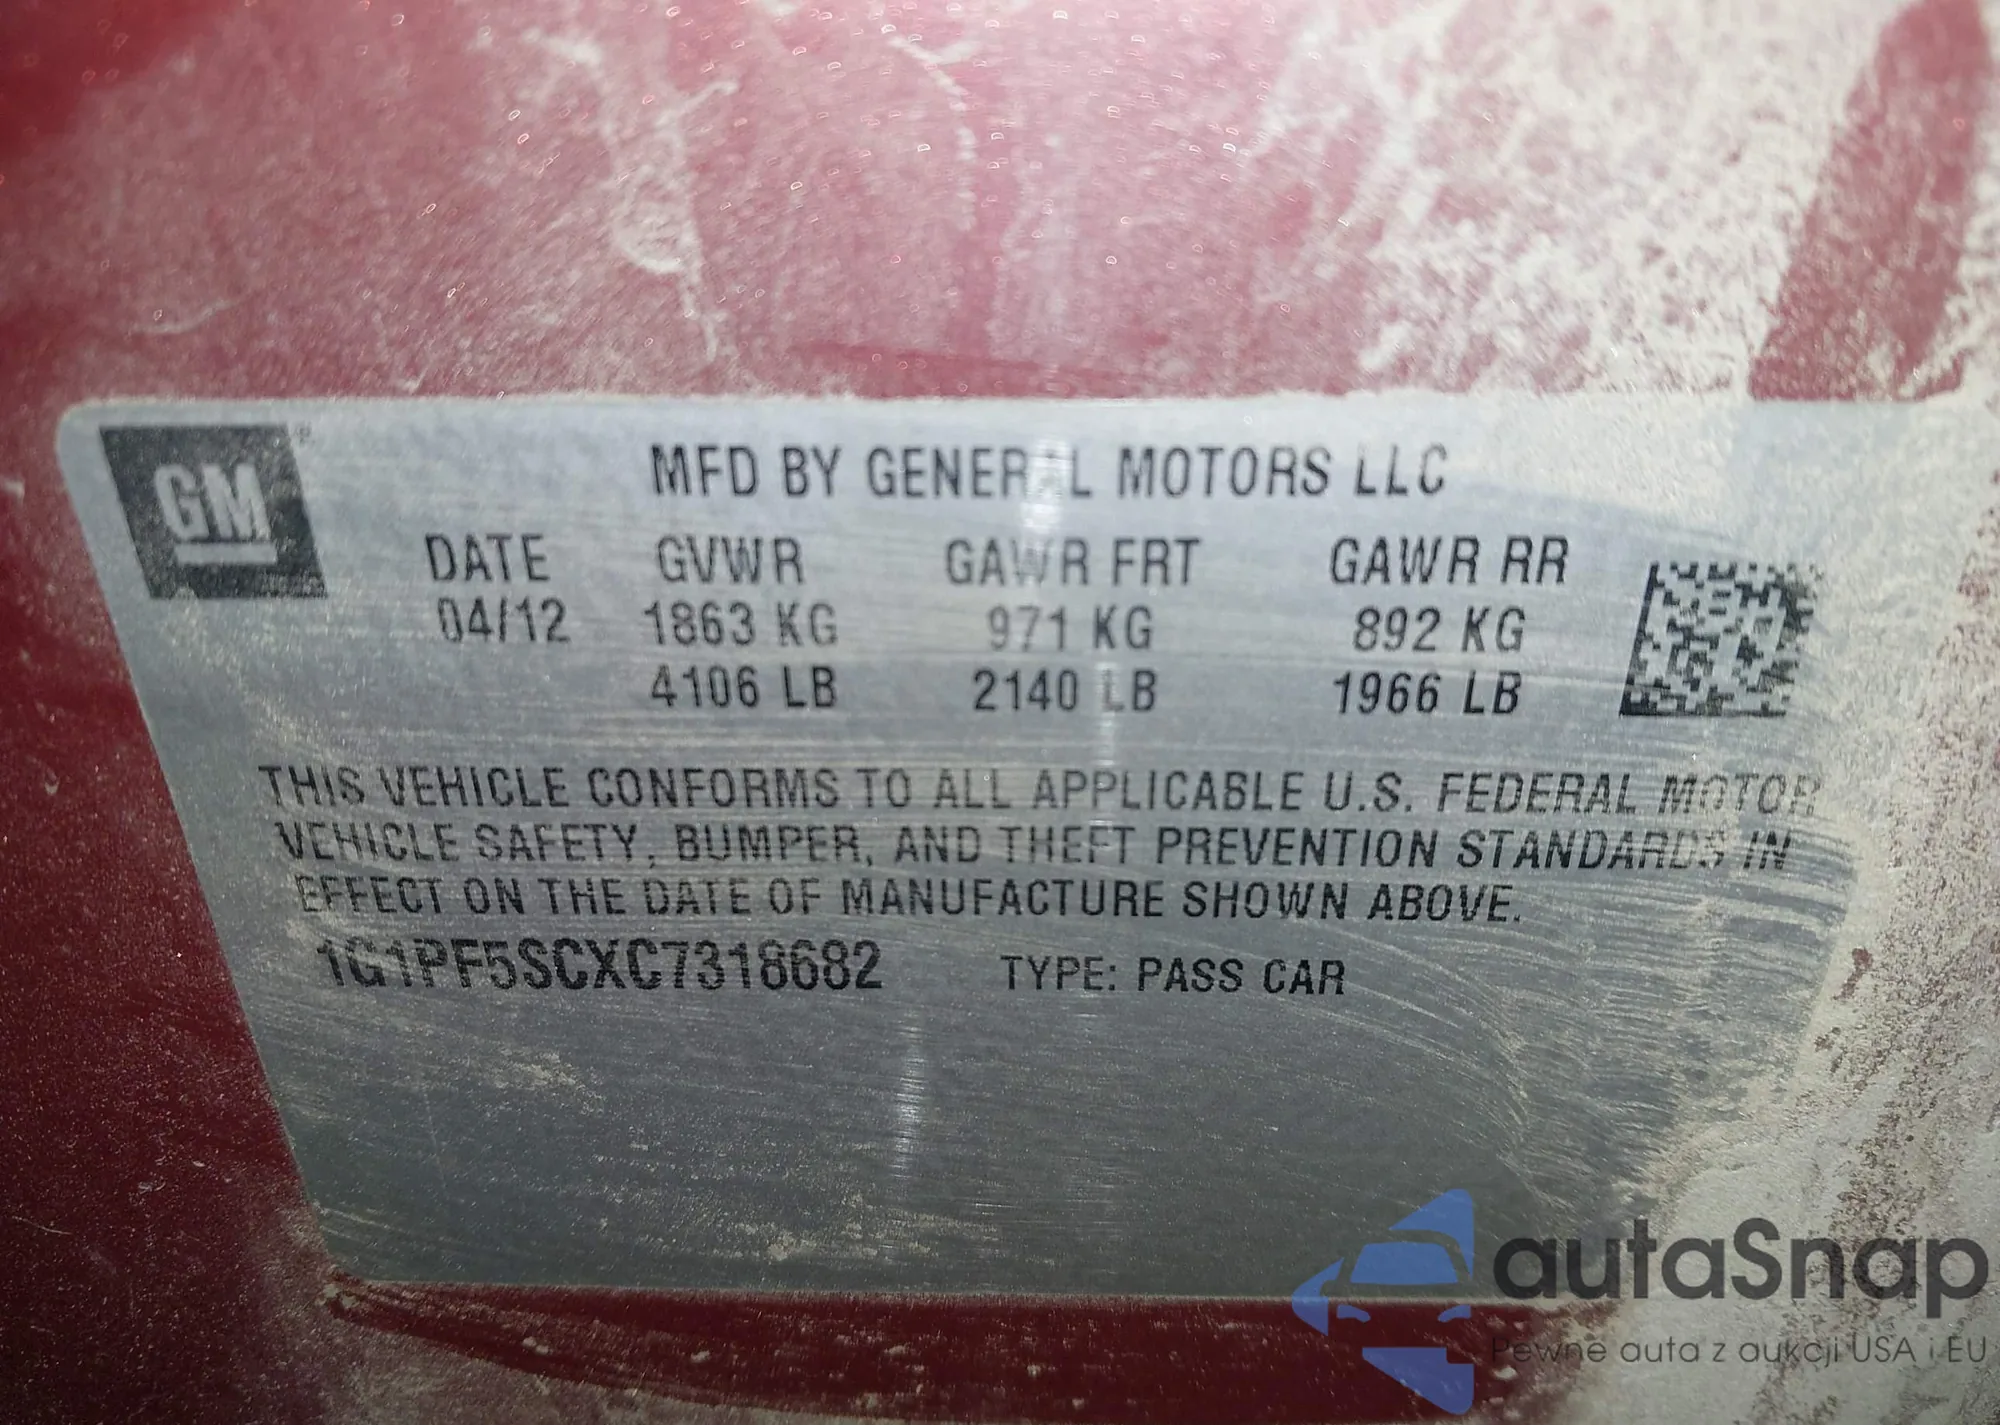 GM
MFD BY GENERAL MOTORS LLC
DATE GVWR GAWR FRT GAWR RR
04/12 1863 KG 971 KG 892 KG
4106 LB 2140 LB 1966 LB
THIS VEHICLE CONFORMS TO ALL APPLICABLE U.S. FEDERAL MOTOR
VEHICLE SAFETY, BUMPER, AND THEFT PREVENTION STANDARDS IN
EFFECT ON THE DATE OF MANUFACTURE SHOWN ABOVE.
1G1PF5SCXC7318682 TYPE: PASS CAR
autaSnap
Pewne auta z aukcji USA i EU